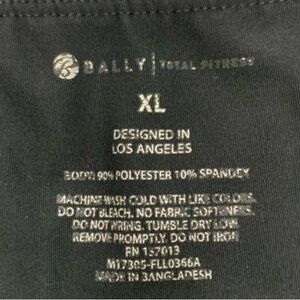 BALLY | TOTAL FITNESS
XL
DESIGNED IN
LOS ANGELES
BODY: 90% POLYESTER 10% SPANDEX
MACHINE WASH COLD WITH LIKE COLORS.
DO NOT BLEACH. NO FABRIC SOFTENERS.
DO NOT WRING. TUMBLE DRY LOW.
REMOVE PROMPTLY. DO NOT IRON
RN 137013
M17305-FLL0366A
MADE IN BANGLADESH